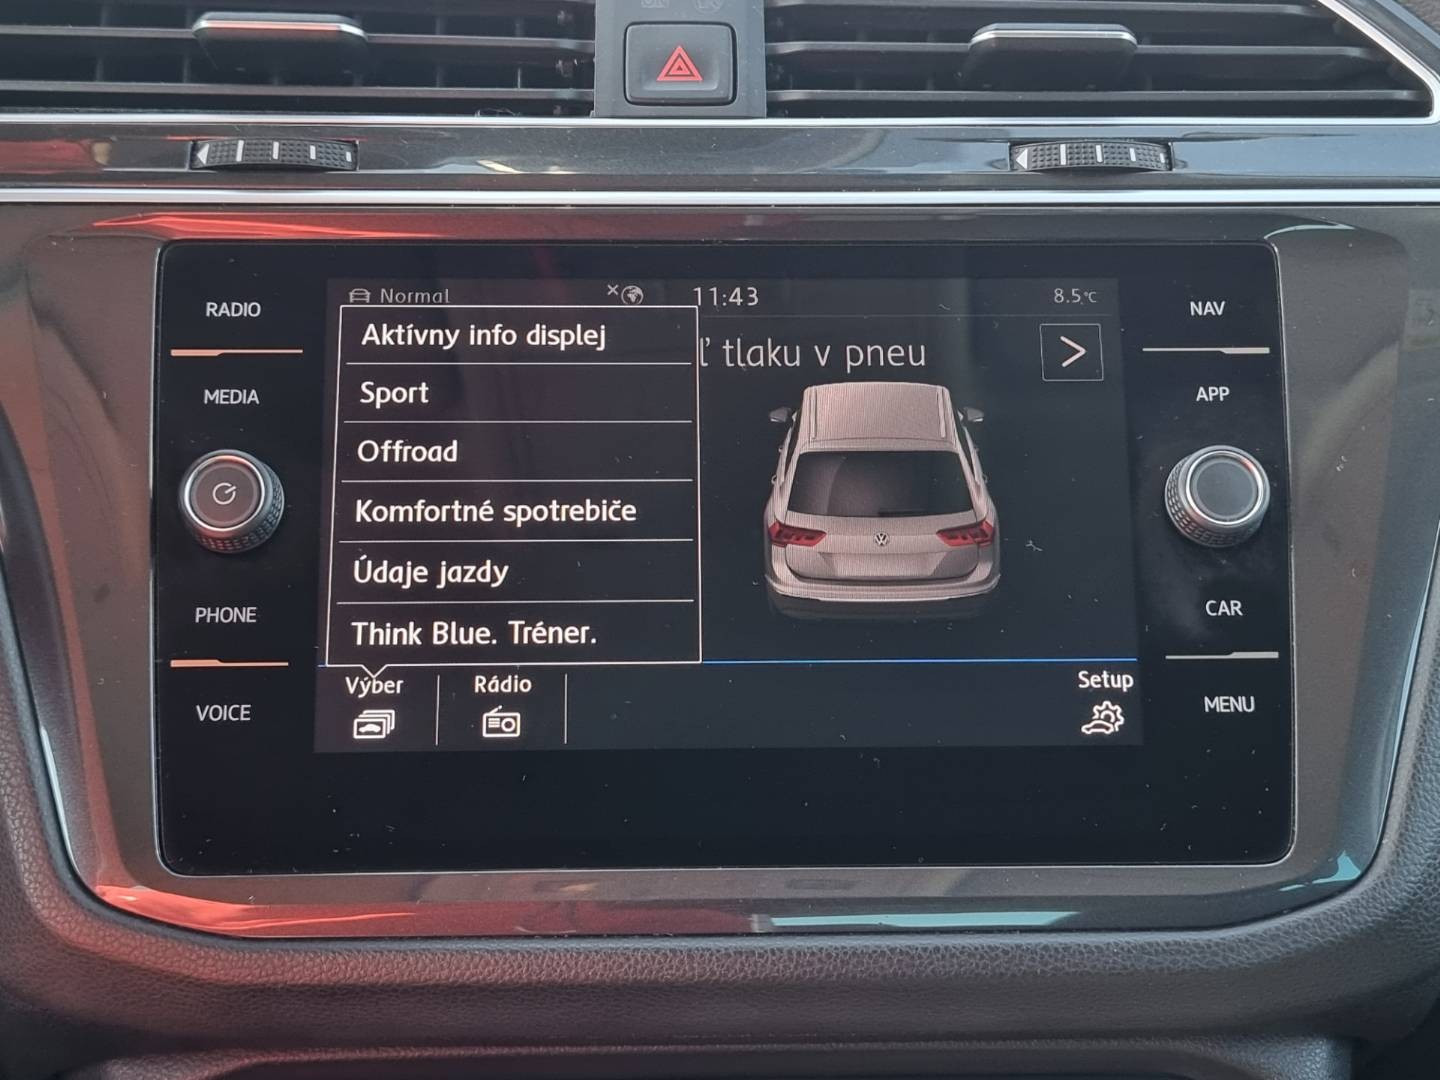 RADIO
MEDIA
PHONE
VOICE
Normal
11:43
8.5°C
Aktívny info displej
Sport
Offroad
Komfortné spotrebiče
Údaje jazdy
Think Blue. Tréner.
ľ tlaku v pneu
>
Výber
Rádio
Setup
NAV
APP
CAR
MENU